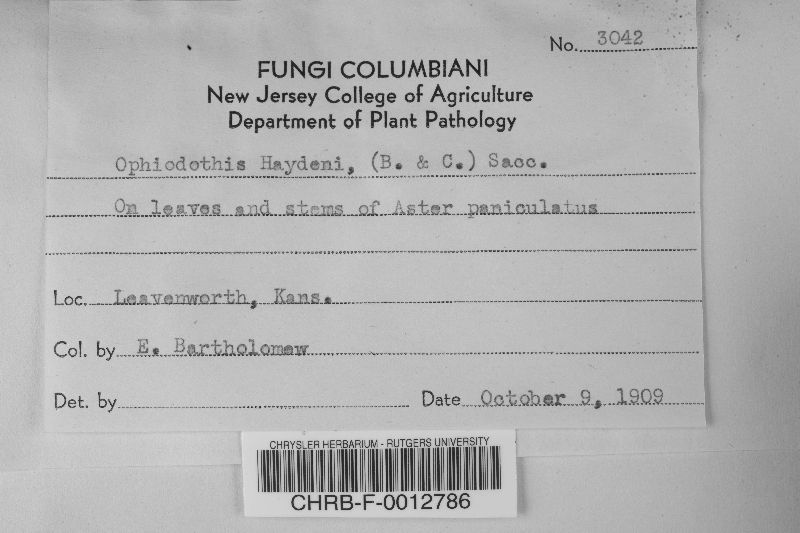 No. 3042
FUNGI COLUMBIANI
New Jersey College of Agriculture
Department of Plant Pathology
Ophiodothis Haydeni, (B. & C.) Sacc.
On leaves and stems of Aster paniculatus
Loc. Leavenworth, Kans.
Col. by E. Bartholomew
Det. by
Date October 9, 1909
CHRYSLER HERBARIUM - RUTGERS UNIVERSITY
CHRB-F-0012786